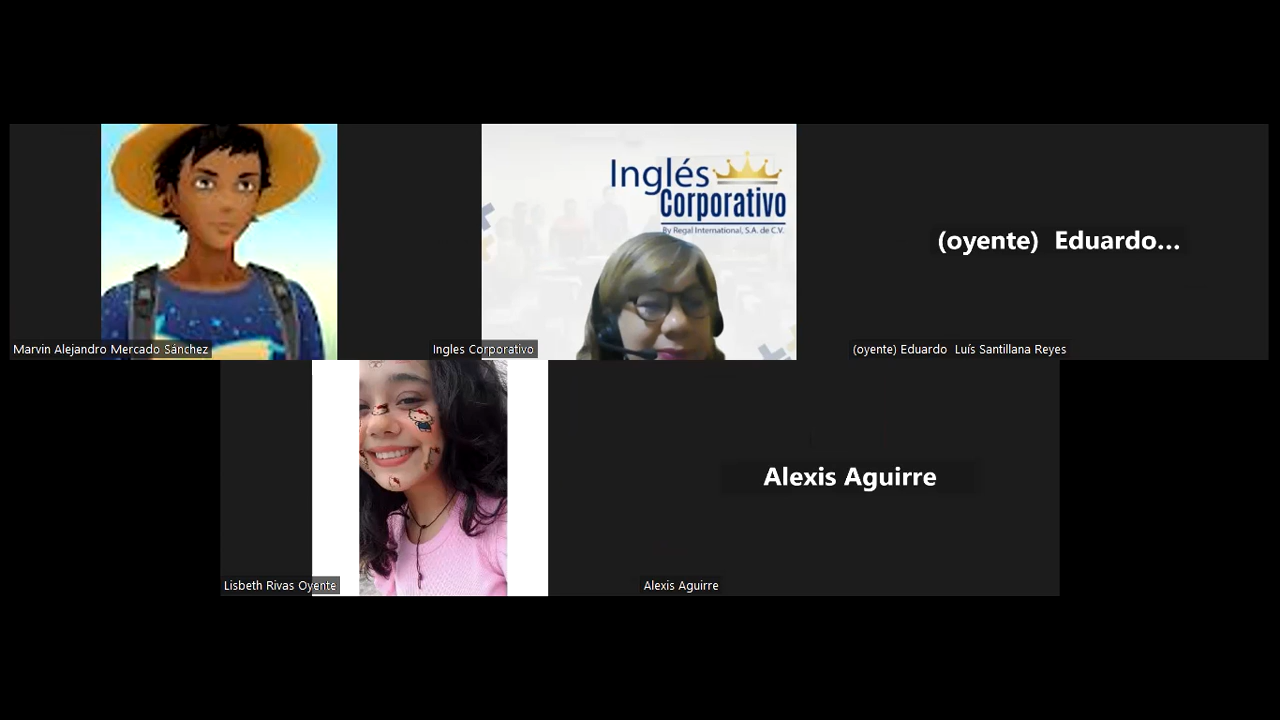 Inglés
Corporativo
By Regal International, S.A. de C.V.
(oyente) Eduardo...
Marvin Alejandro Mercado Sánchez
Ingles Corporativo
(oyente) Eduardo Luís Santillana Reyes
Alexis Aguirre
Lisbeth Rivas Oyente
Alexis Aguirre